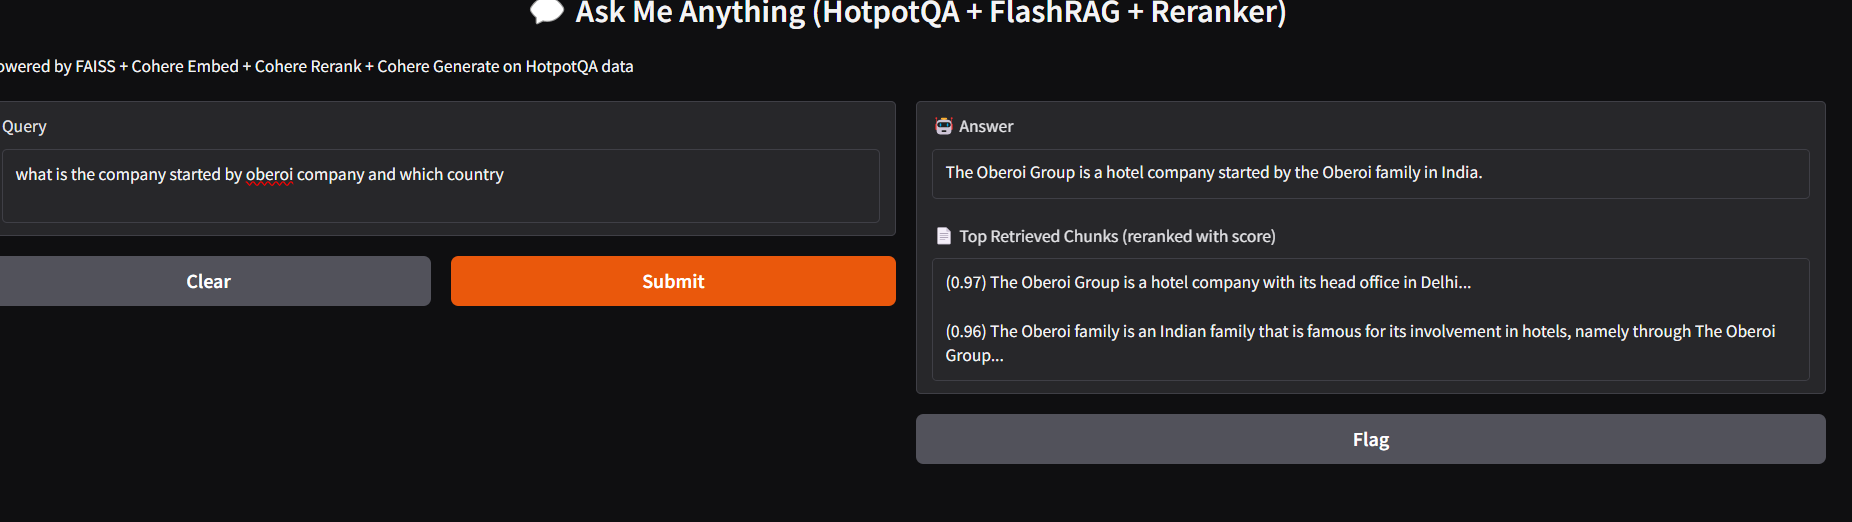 💬 Ask Me Anything (HotpotQA + FlashRAG + Reranker)
owered by FAISS + Cohere Embed + Cohere Rerank + Cohere Generate on HotpotQA data
Query
what is the company started by oberoi company and which country
Clear
Submit
🤖 Answer
The Oberoi Group is a hotel company started by the Oberoi family in India.
📄 Top Retrieved Chunks (reranked with score)
(0.97) The Oberoi Group is a hotel company with its head office in Delhi...
(0.96) The Oberoi family is an Indian family that is famous for its involvement in hotels, namely through The Oberoi
Group...
Flag